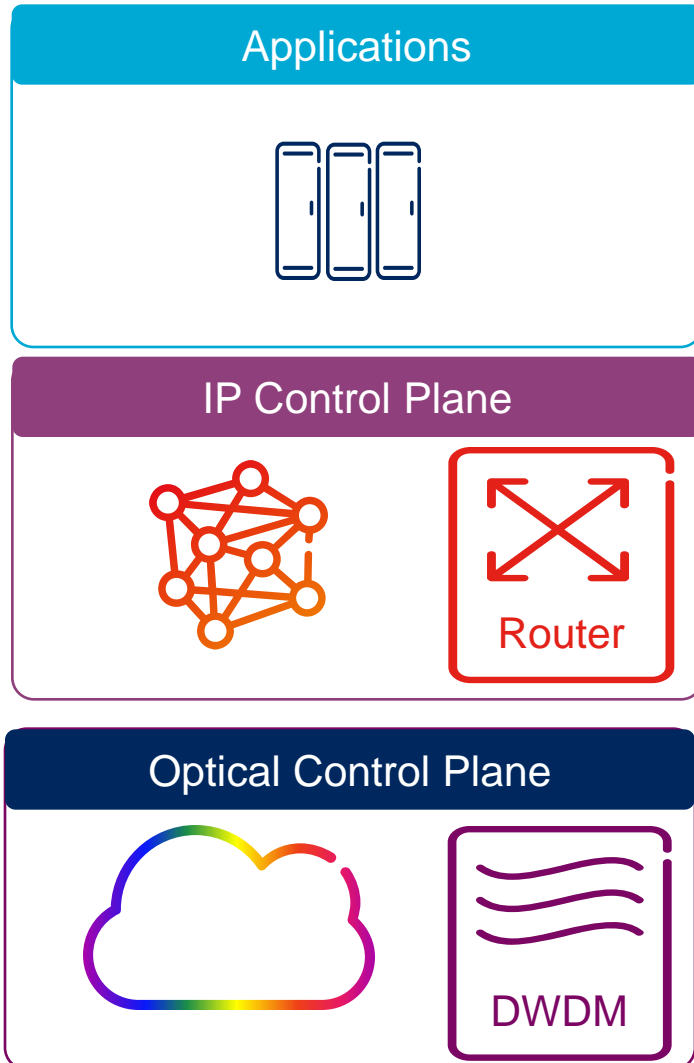 Applications
IP Control Plane
Router
Optical Control Plane
DWDM